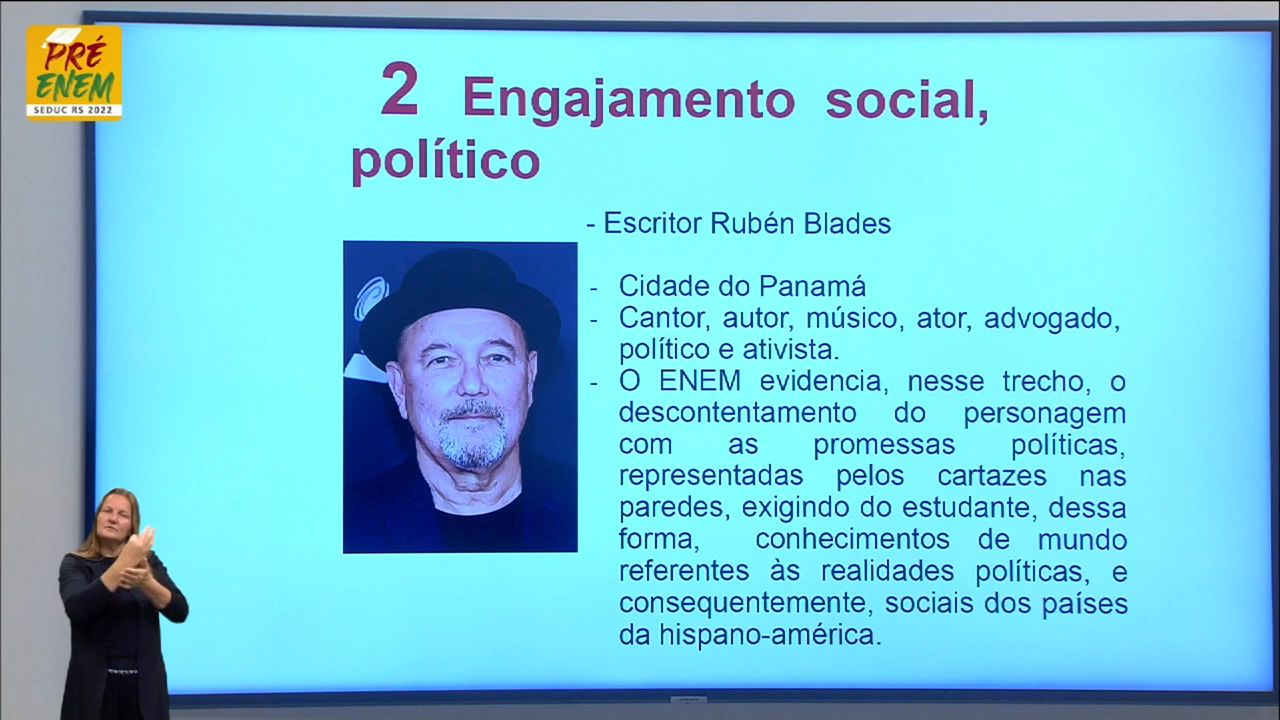 PRÉ
ENEM
SEDUC RS 2022
2 Engajamento social,
político
- Escritor Rubén Blades
- Cidade do Panamá
- Cantor, autor, músico, ator, advogado,
político e ativista.
- O ENEM evidencia, nesse trecho, o
descontentamento do personagem
com as promessas políticas,
representadas pelos cartazes nas
paredes, exigindo do estudante, dessa
forma, conhecimentos de mundo
referentes às realidades políticas, e
consequentemente, sociais dos países
da hispano-américa.